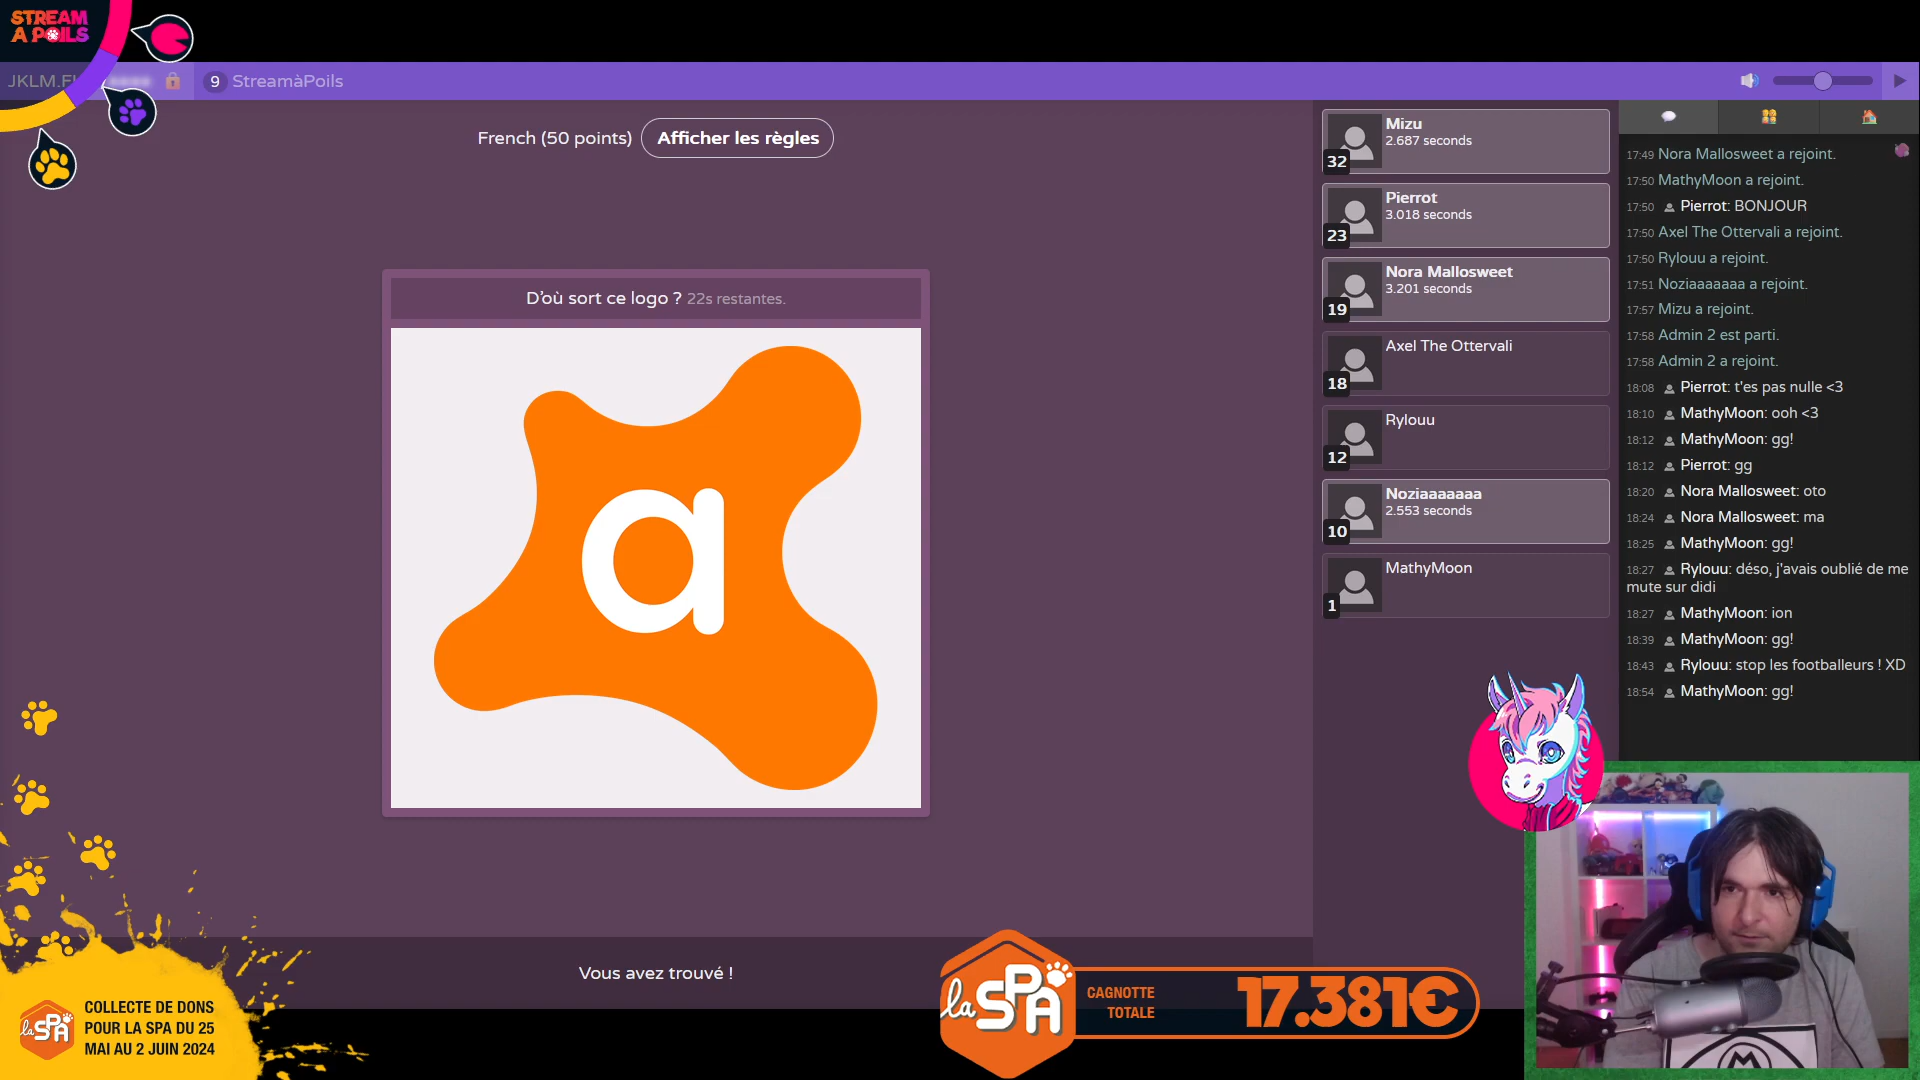 STREAM
A POILS
JKLM.F
9 StreamàPoils
French (50 points) Afficher les règles
D'où sort ce logo ? 22s restantes.
a
Vous avez trouvé !
Mizu
2.687 seconds
32
Pierrot
3.018 seconds
23
Nora Mallosweet
3.201 seconds
19
Axel The Ottervali
18
Rylouu
12
Noziaaaaaaa
2.553 seconds
10
MathyMoon
1
17:49 Nora Mallosweet a rejoint.
17:50 MathyMoon a rejoint.
17:50 Pierrot: BONJOUR
17:50 Axel The Ottervali a rejoint.
17:50 Rylouu a rejoint.
17:51 Noziaaaaaaa a rejoint.
17:57 Mizu a rejoint.
17:58 Admin 2 est parti.
17:58 Admin 2 a rejoint.
18:08 Pierrot: t'es pas nulle <3
18:10 MathyMoon: ooh <3
18:12 MathyMoon: gg!
18:12 Pierrot: gg
18:20 Nora Mallosweet: oto
18:24 Nora Mallosweet: ma
18:25 MathyMoon: gg!
18:27 Rylouu: déso, j'avais oublié de me
mute sur didi
18:27 MathyMoon: ion
18:39 MathyMoon: gg!
18:43 Rylouu: stop les footballeurs ! XD
18:54 MathyMoon: gg!
la SPA
COLLECTE DE DONS
POUR LA SPA DU 25
MAI AU 2 JUIN 2024
la SPA
CAGNOTTE
TOTALE
17.381€
M